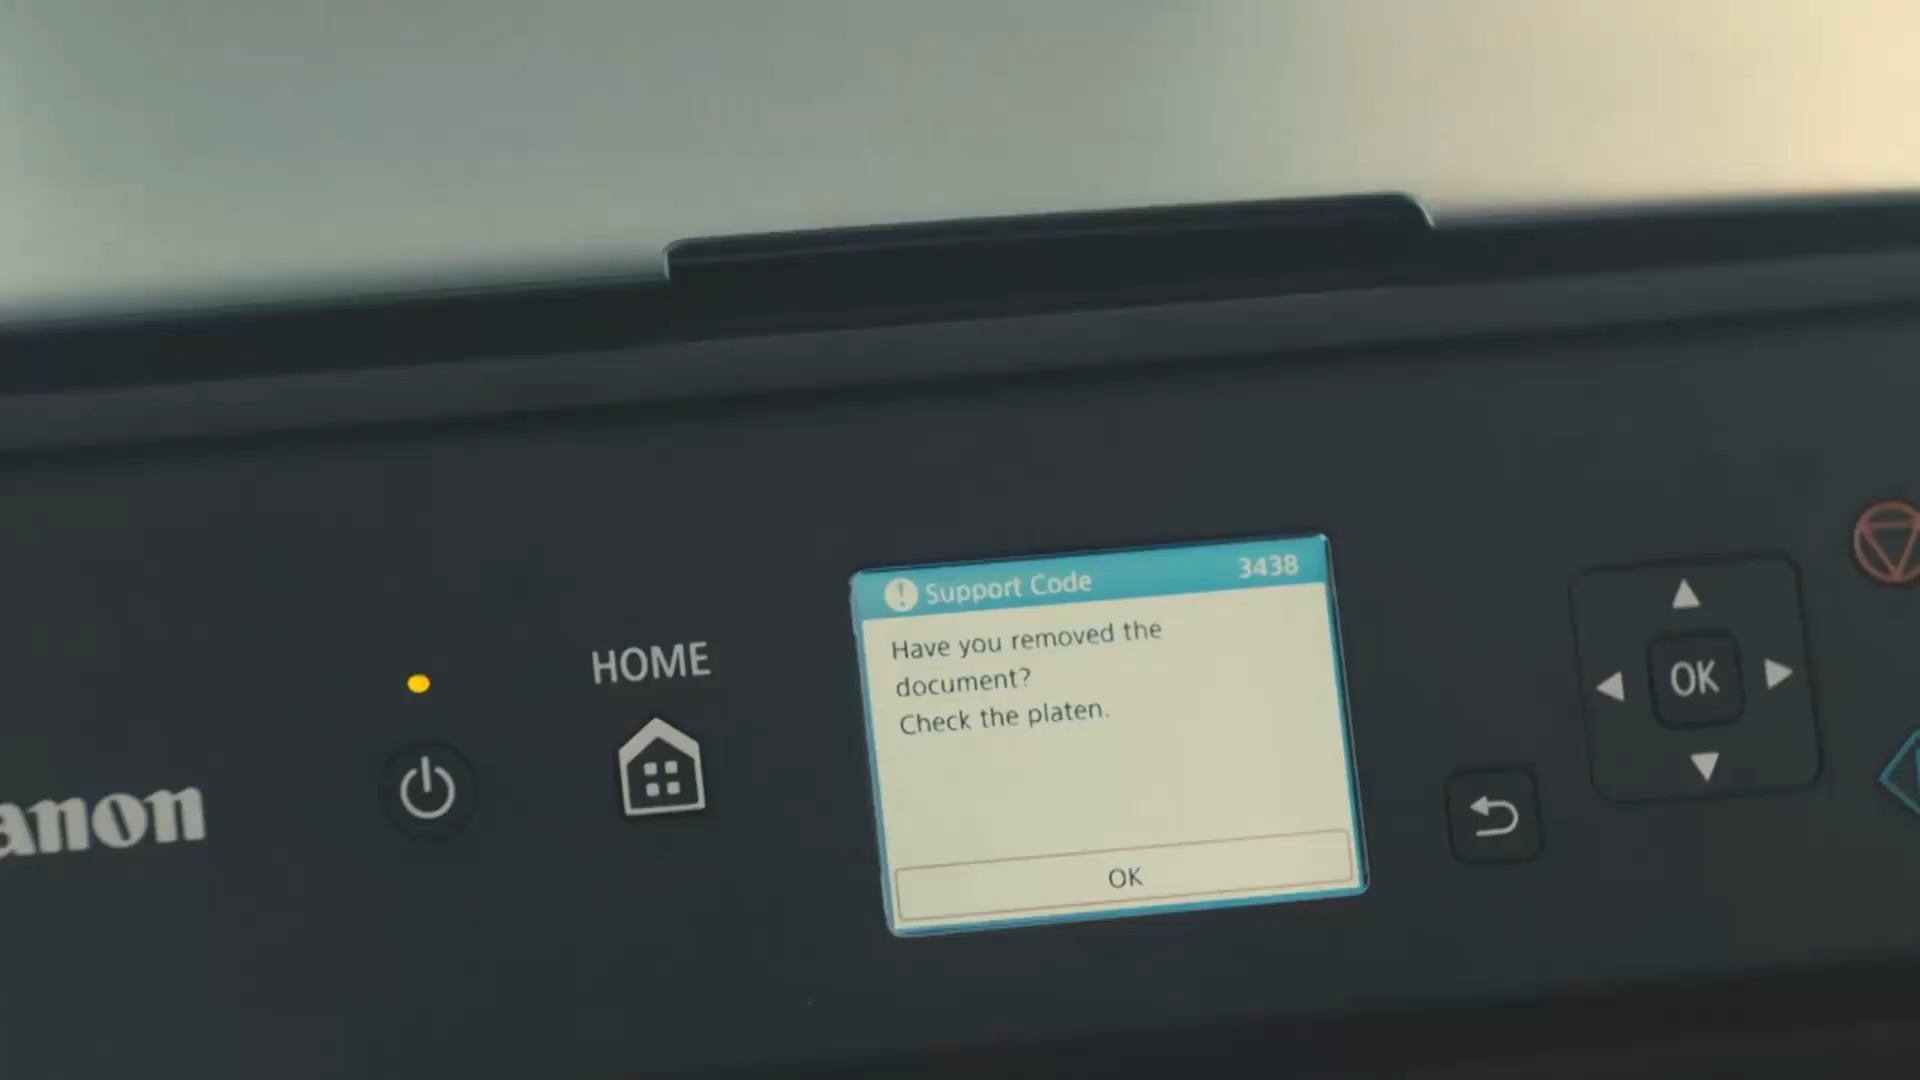 Support Code 3438
Have you removed the
document?
Check the platen.
OK
HOME
OK
anon